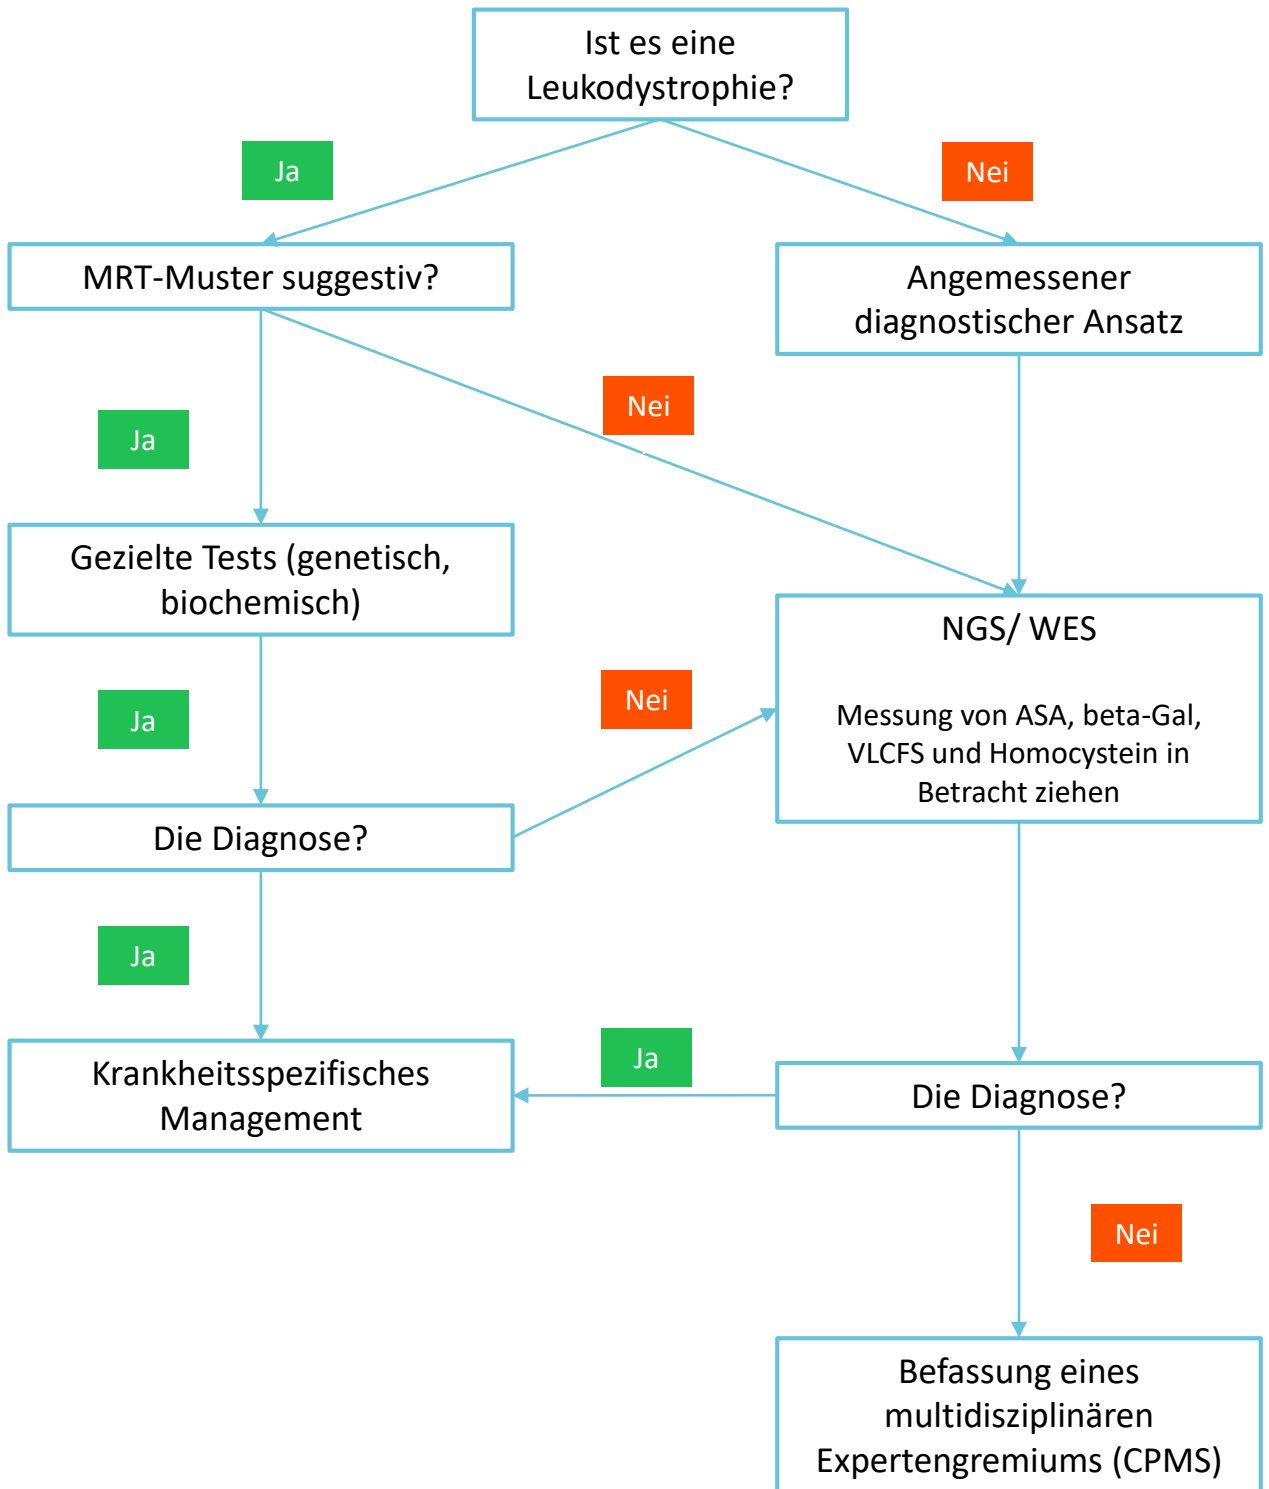 Ist es eine
Leukodystrophie?
Ja
Nei
MRT-Muster suggestiv?
Angemessener
diagnostischer Ansatz
Nei
Ja
Gezielte Tests (genetisch,
biochemisch)
NGS/ WES
Messung von ASA, beta-Gal,
VLCFS und Homocystein in
Betracht ziehen
Ja
Nei
Die Diagnose?
Ja
Krankheitsspezifisches
Management
Ja
Die Diagnose?
Nei
Befassung eines
multidisziplinären
Expertengremiums (CPMS)